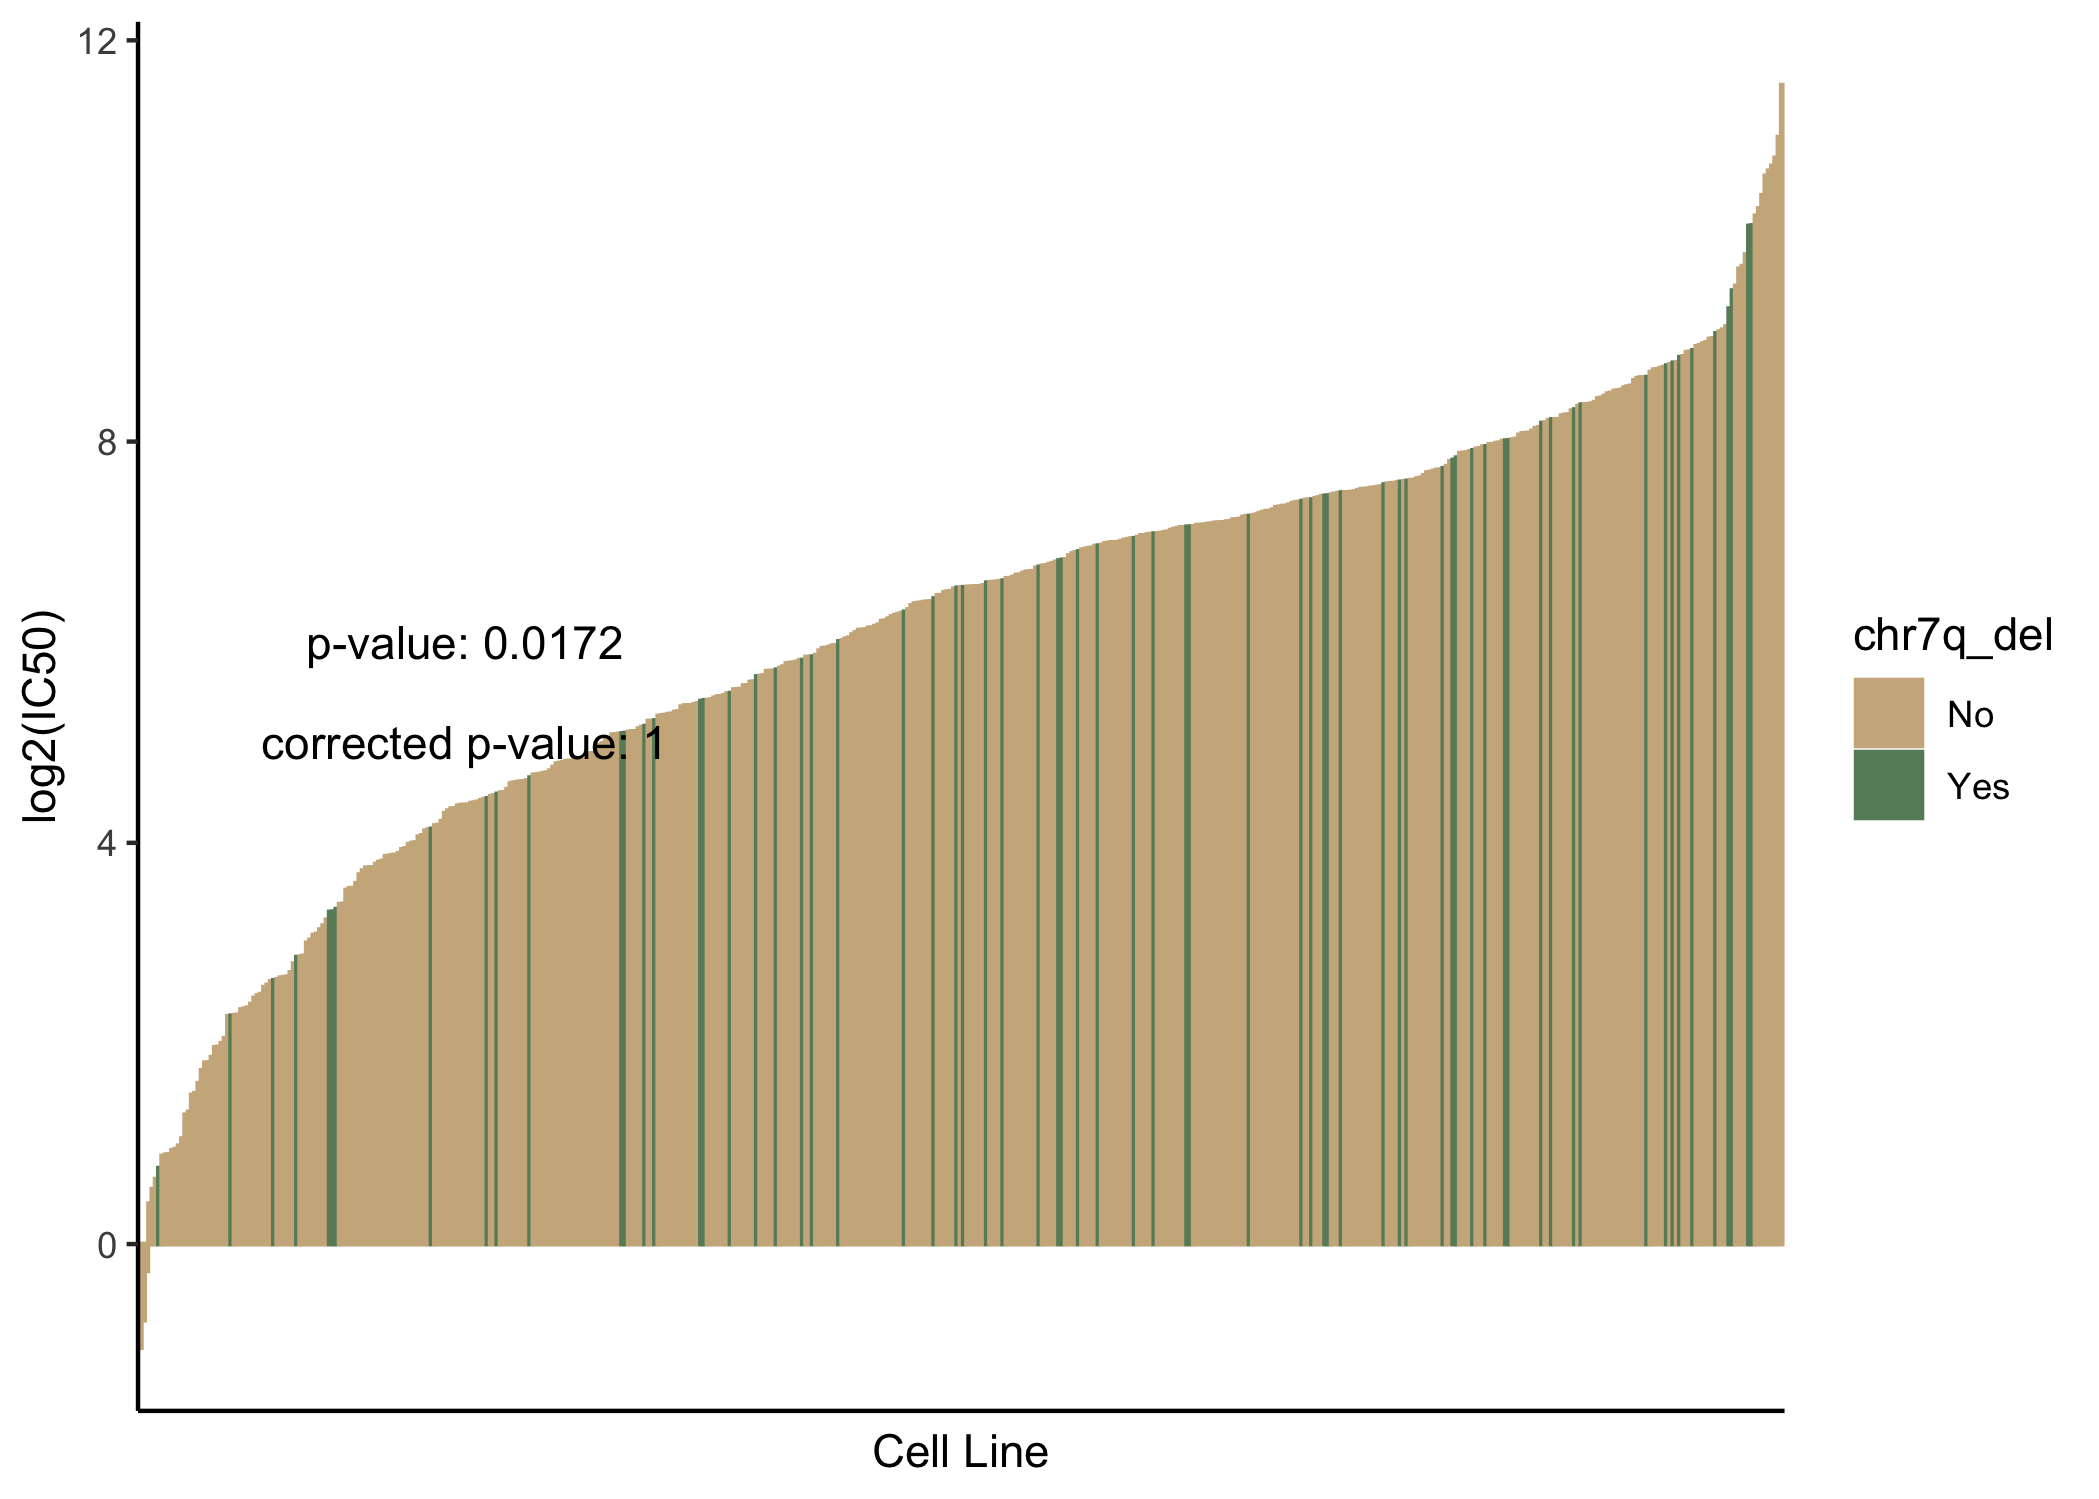 12
8
4
0
log2(IC50)
p-value: 0.0172
corrected p-value: 1
Cell Line
chr7q_del
No
Yes